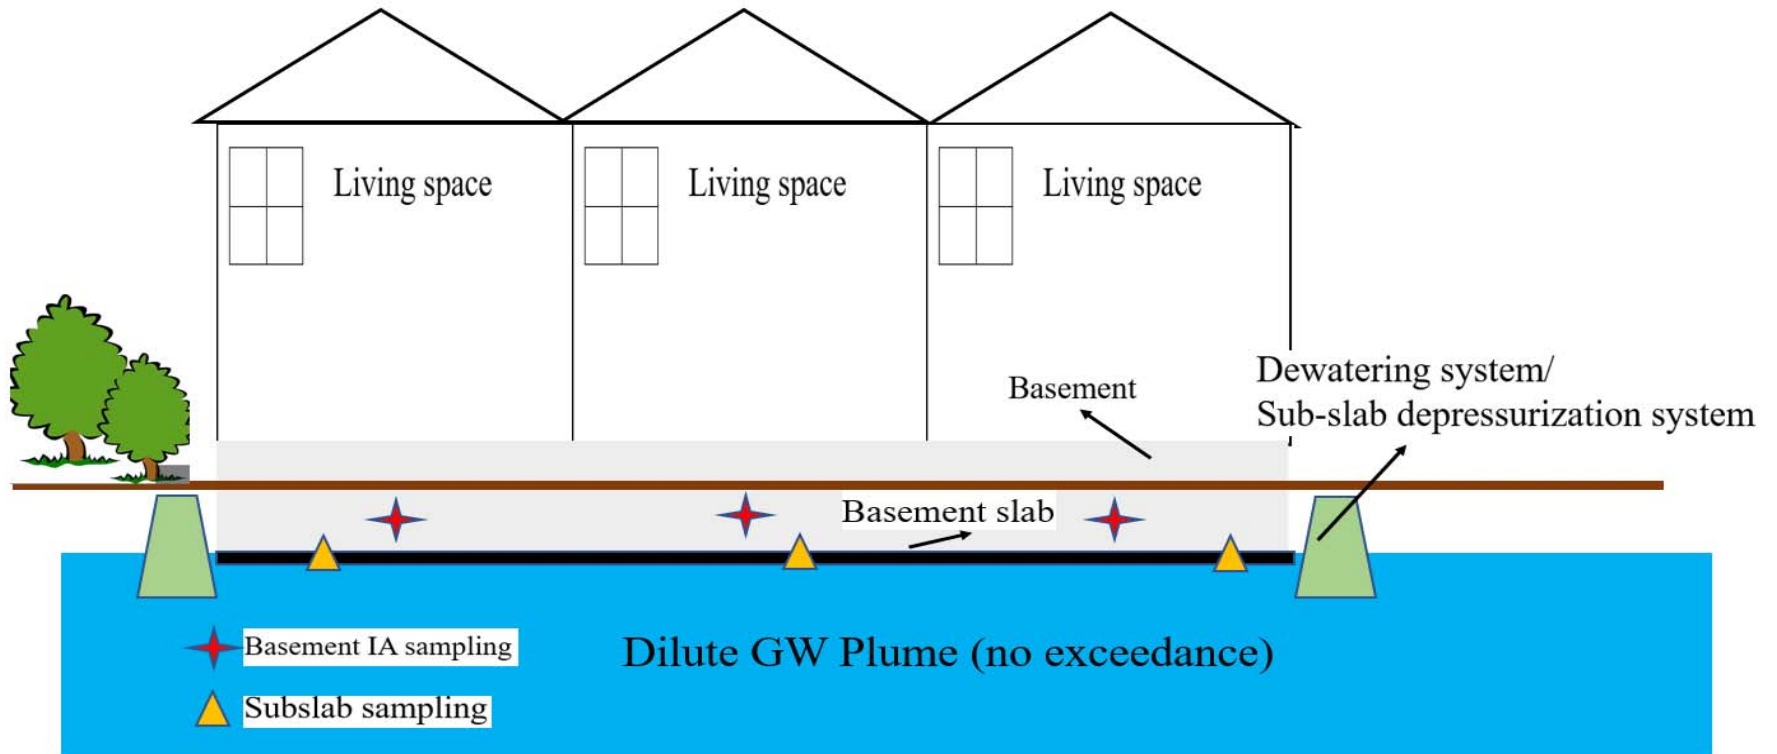 Living space
Living space
Living space
Basement
Dewatering system/
Sub-slab depressurization system
Basement slab
Basement IA sampling
Dilute GW Plume (no exceedance)
Subslab sampling